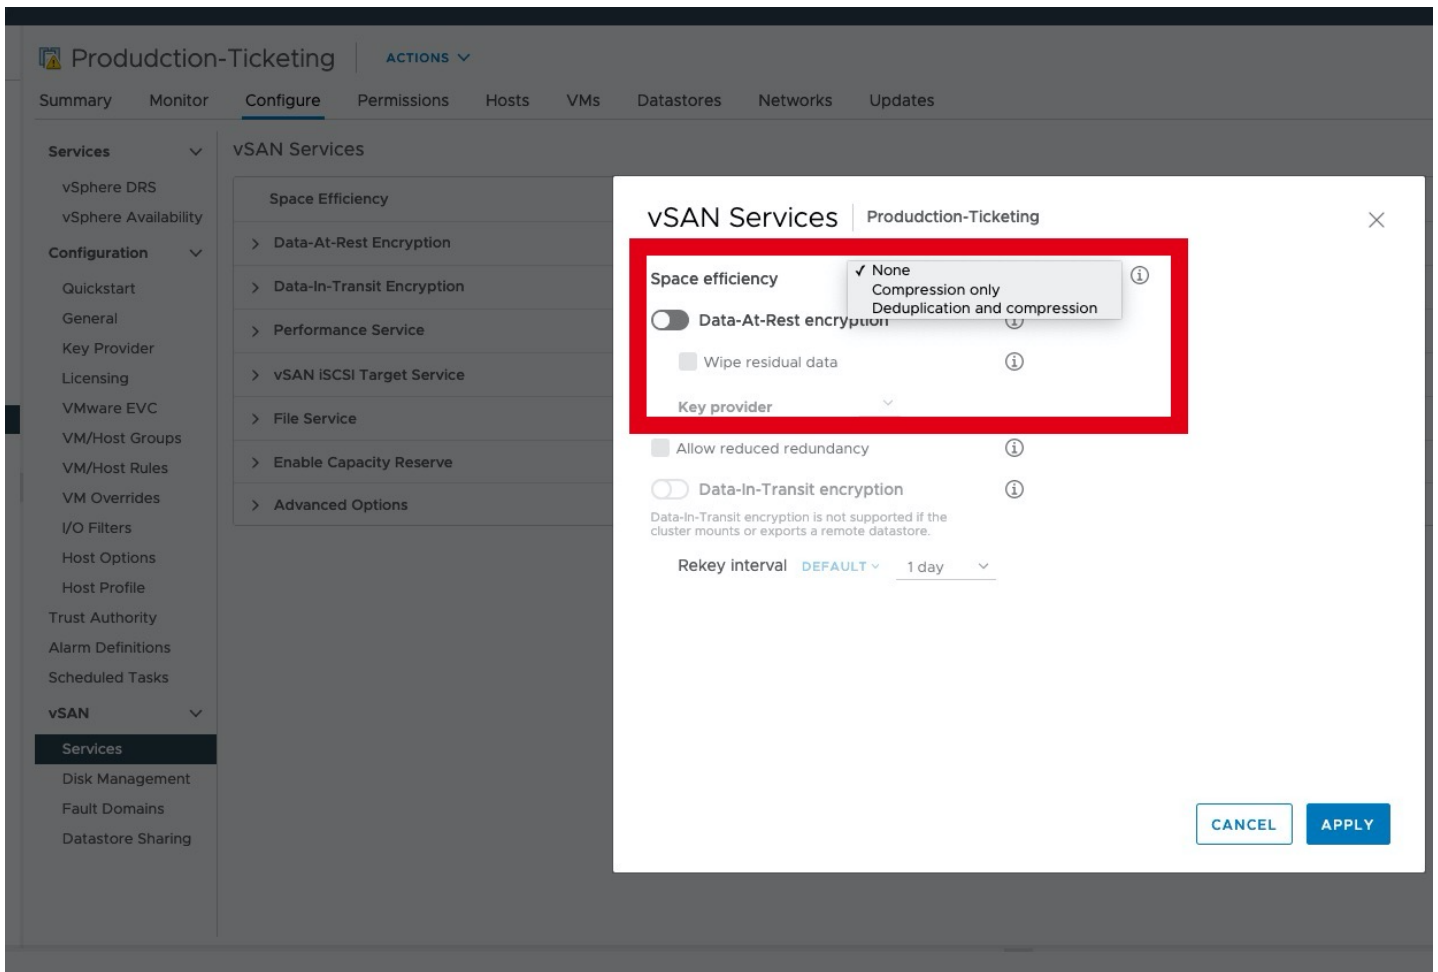 Produdction-Ticketing ACTIONS
Summary Monitor Configure Permissions Hosts VMs Datastores Networks Updates
Services
vSphere DRS
vSphere Availability
Configuration
Quickstart
General
Key Provider
Licensing
VMware EVC
VM/Host Groups
VM/Host Rules
VM Overrides
I/O Filters
Host Options
Host Profile
Trust Authority
Alarm Definitions
Scheduled Tasks
vSAN
Services
Disk Management
Fault Domains
Datastore Sharing
vSAN Services
Space Efficiency
Data-At-Rest Encryption
Data-In-Transit Encryption
Performance Service
vSAN iSCSI Target Service
File Service
Enable Capacity Reserve
Advanced Options
vSAN Services Produdction-Ticketing
Space efficiency
None
Compression only
Deduplication and compression
Data-At-Rest encryption
Wipe residual data
Key provider
Allow reduced redundancy
Data-In-Transit encryption
Data-In-Transit encryption is not supported if the
cluster mounts or exports a remote datastore.
Rekey interval DEFAULT 1 day
CANCEL APPLY